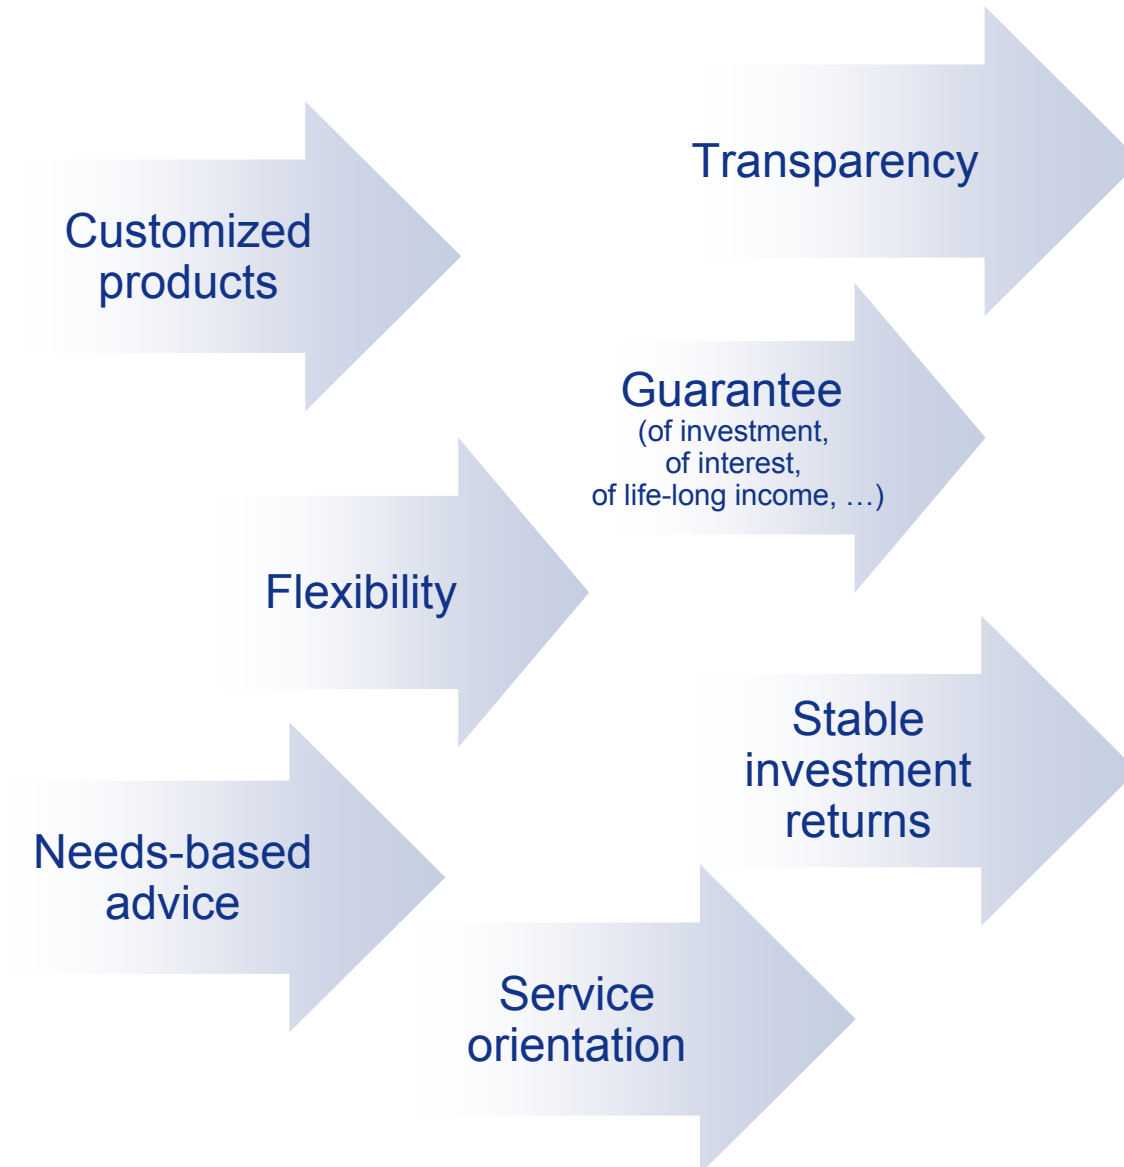 Transparency
Customized
products
Guarantee
(of investment,
of interest,
of life-long income, …)
Flexibility
Stable
investment
returns
Needs-based
advice
Service
orientation